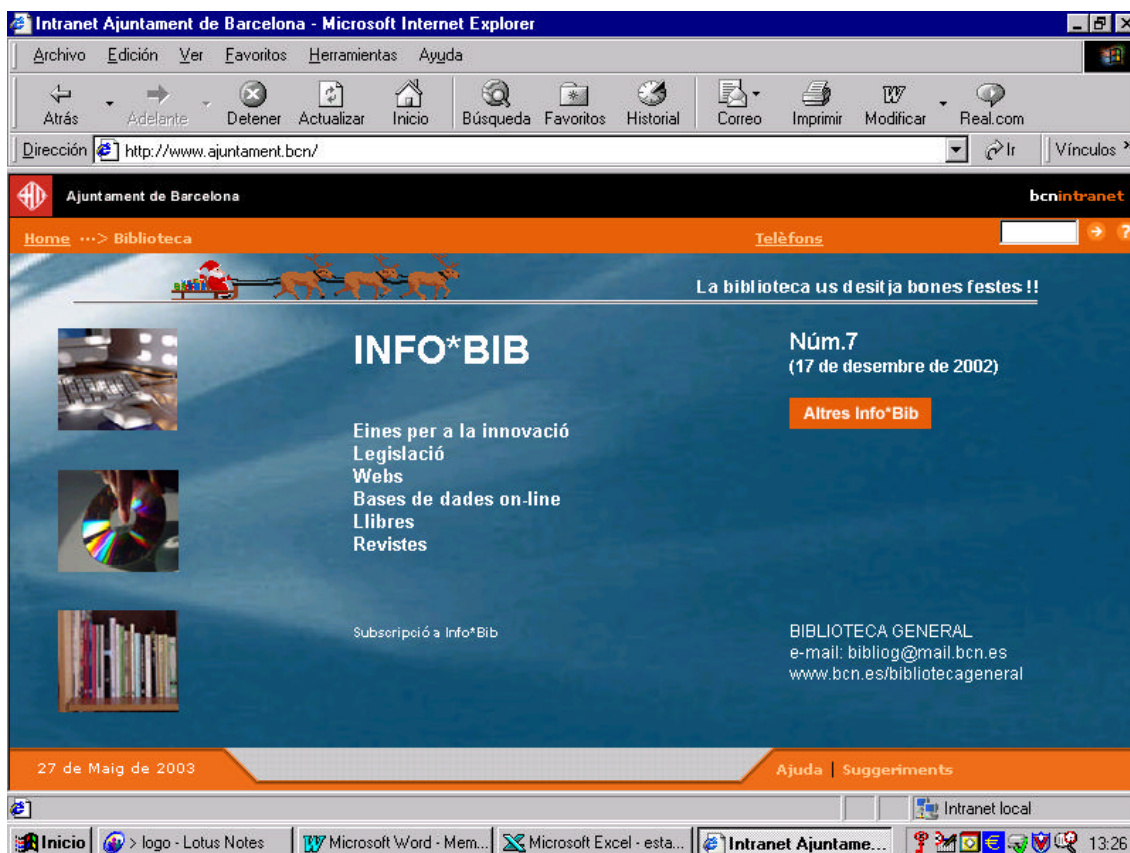 Intranet Ajuntament de Barcelona - Microsoft Internet Explorer
Archivo Edición Ver Favoritos Herramientas Ayuda
Atrás Adelante Detener Actualizar Inicio Búsqueda Favoritos Historial Correo Imprimir Modificar Real.com
Dirección http://www.ajuntament.bcn/ Ir Vínculos »
Ajuntament de Barcelona bcnintranet
Home ···> Biblioteca Telèfons ?
La biblioteca us desitja bones festes !!
INFO*BIB
Núm.7
(17 de desembre de 2002)
Altres Info*Bib
Eines per a la innovació
Legislació
Webs
Bases de dades on-line
Llibres
Revistes
Subscripció a Info*Bib
BIBLIOTECA GENERAL
e-mail: bibliog@mail.bcn.es
www.bcn.es/bibliotecageneral
27 de Maig de 2003 Ajuda | Suggeriments
Intranet local
Inicio > logo - Lotus Notes Microsoft Word - Mem... Microsoft Excel - esta... Intranet Ajuntame... 13:26